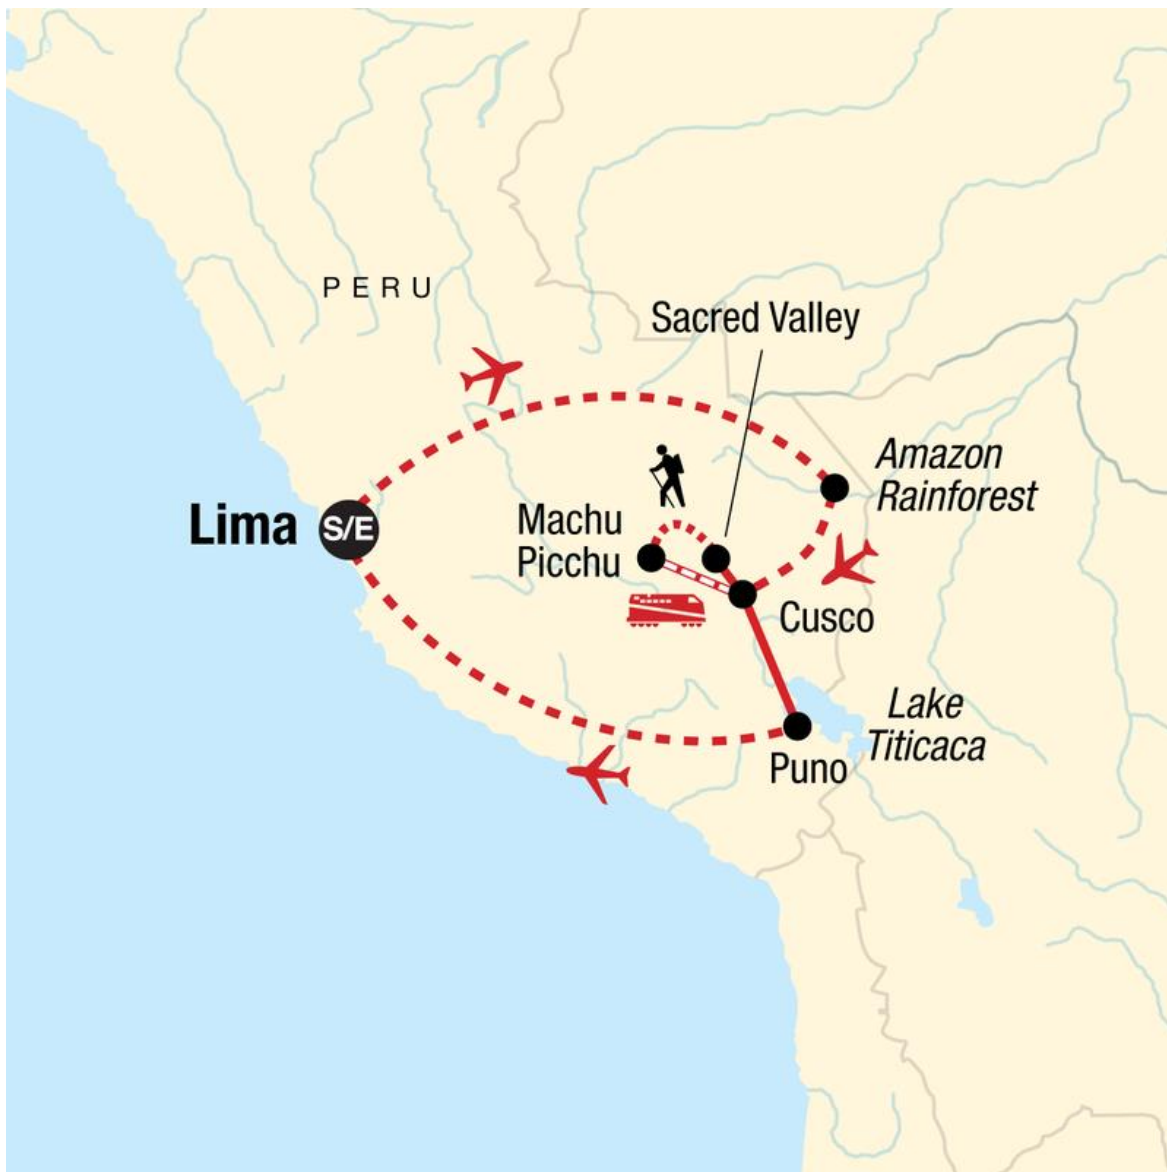 PERU
Sacred Valley
Amazon
Rainforest
Machu
Picchu
Lima
S/E
Cusco
Lake
Titicaca
Puno